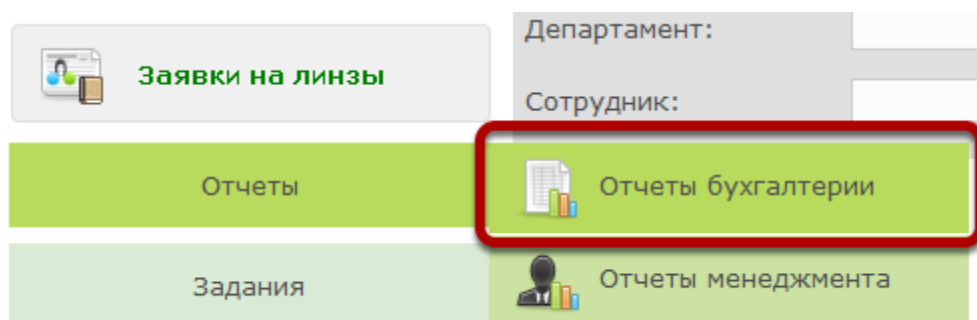 Заявки на линзы
Департамент:
Сотрудник:
Отчеты
Отчеты бухгалтерии
Задания
Отчеты менеджмента